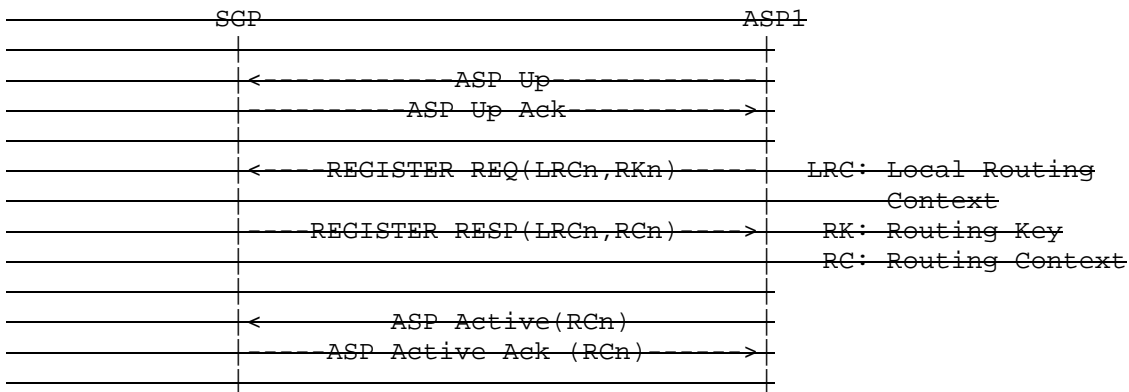 SGP ASP1
|<------------ASP Up-------------|
|-----------ASP Up Ack----------->|
|<----REGISTER REQ(LRCn,RKn)-----| LRC: Local Routing
Context
|----REGISTER RESP(LRCn,RCn)---->| RK: Routing Key
RC: Routing Context
|< ASP Active(RCn) |
|-----ASP Active Ack (RCn)------>|